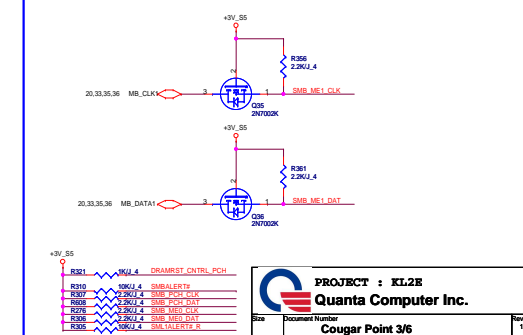 +3V_S5
R356
2.2K/J_4
2
20,33,35,36 MB_CLK1 3 1 SMB_ME1_CLK
Q35
2N7002K
+3V_S5
R361
2.2K/J_4
2
20,33,35,36 MB_DATA1 3 1 SMB_ME1_DAT
Q36
2N7002K
+3V_S5
R321 1K/J_4 DRAMRST_CNTRL_PCH
R310 10K/J_4 SMBALERT#
R307 2.2K/J_4 SMB_PCH_CLK
R608 2.2K/J_4 SMB_PCH_DAT
R276 2.2K/J_4 SMB_ME0_CLK
R306 2.2K/J_4 SMB_ME0_DAT
R305 10K/J_4 SML1ALERT#_R
PROJECT : KL2E
Quanta Computer Inc.
Size Document Number Rev
Cougar Point 3/6 1